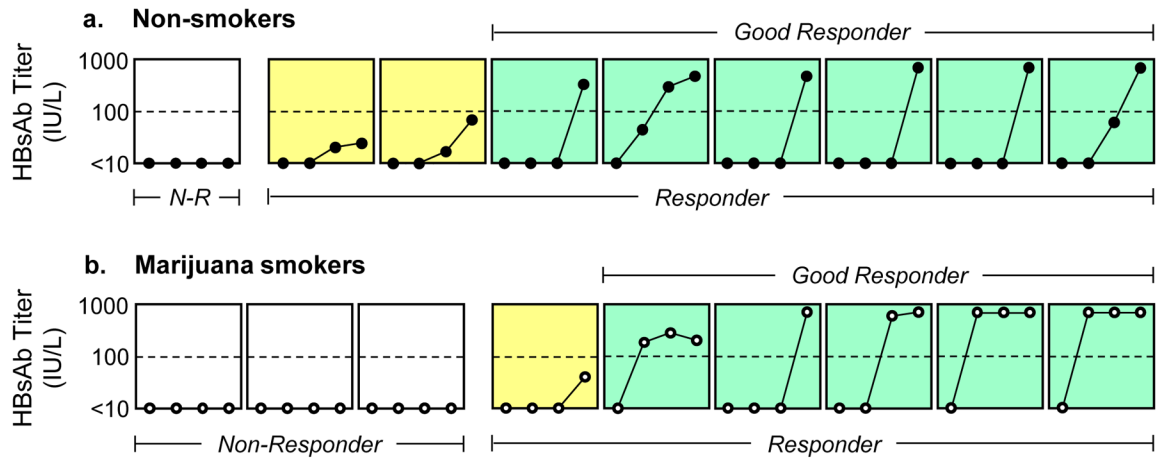 a. Non-smokers
Good Responder
HBsAb Titer
(IU/L)
1000
100
<10
N-R
Responder
b. Marijuana smokers
Good Responder
HBsAb Titer
(IU/L)
1000
100
<10
Non-Responder
Responder